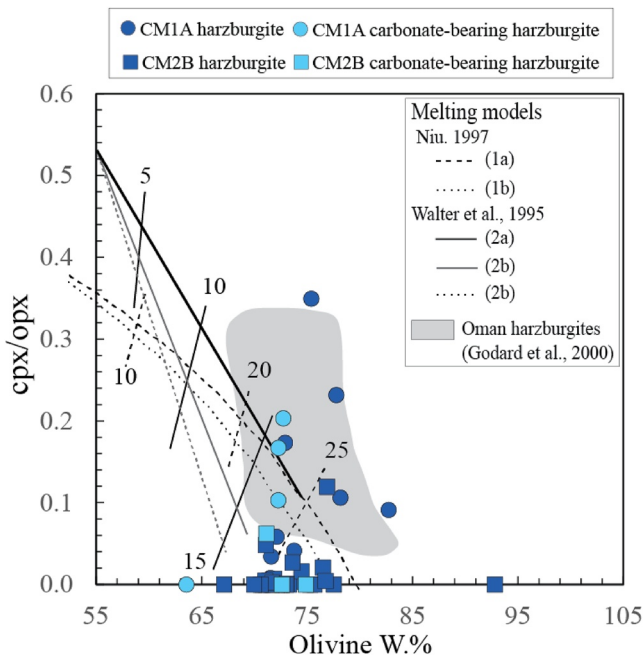 CM1A harzburgite CM1A carbonate-bearing harzburgite
CM2B harzburgite CM2B carbonate-bearing harzburgite
0.6
0.5
0.4
0.3
0.2
0.1
0.0
cpx/opx
Melting models
Niu. 1997
(1a)
(1b)
Walter et al., 1995
(2a)
(2b)
(2b)
Oman harzburgites
(Godard et al., 2000)
5
10
10
20
25
15
55 65 75 85 95 105
Olivine W.%